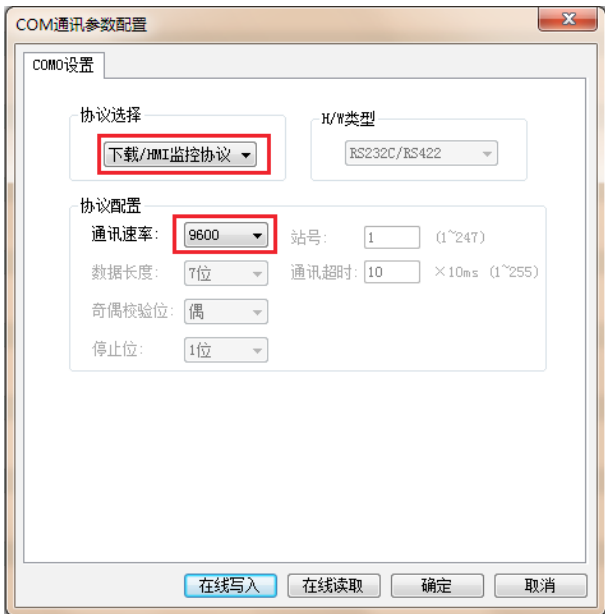 COM通讯参数配置
COM0设置
协议选择
H/W类型
下载/HMI监控协议
RS232C/RS422
协议配置
通讯速率: 9600 站号: 1 (1~247)
数据长度: 7位 通讯超时: 10 ×10ms (1~255)
奇偶校验位: 偶
停止位: 1位
在线写入 在线读取 确定 取消